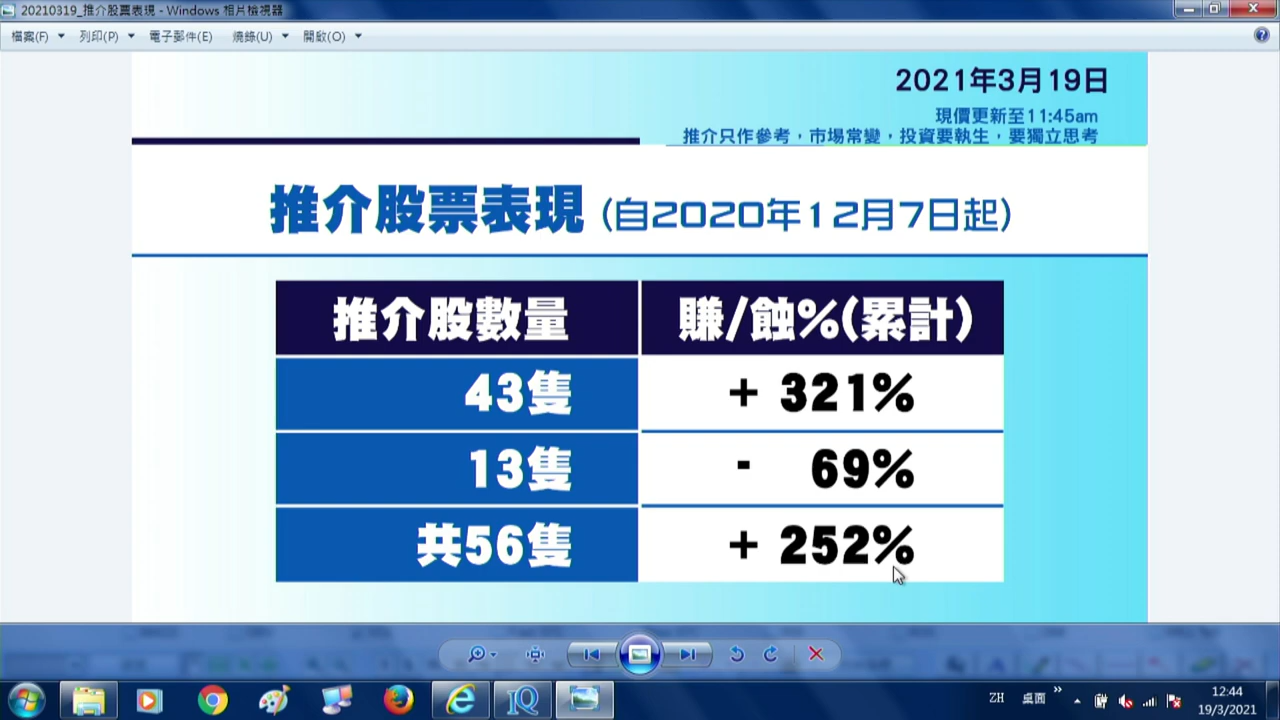 20210319_推介股票表現 - Windows 相片檢視器
檔案(F) 列印(P) 電子郵件(E) 燒錄(U) 開啟(O)
2021年3月19日
現價更新至11:45am
推介只作參考，市場常變，投資要執生，要獨立思考
推介股票表現 (自2020年12月7日起)
推介股數量 賺/蝕%(累計)
43隻 + 321%
13隻 - 69%
共56隻 + 252%
ZH 桌面 » 12:44
19/3/2021